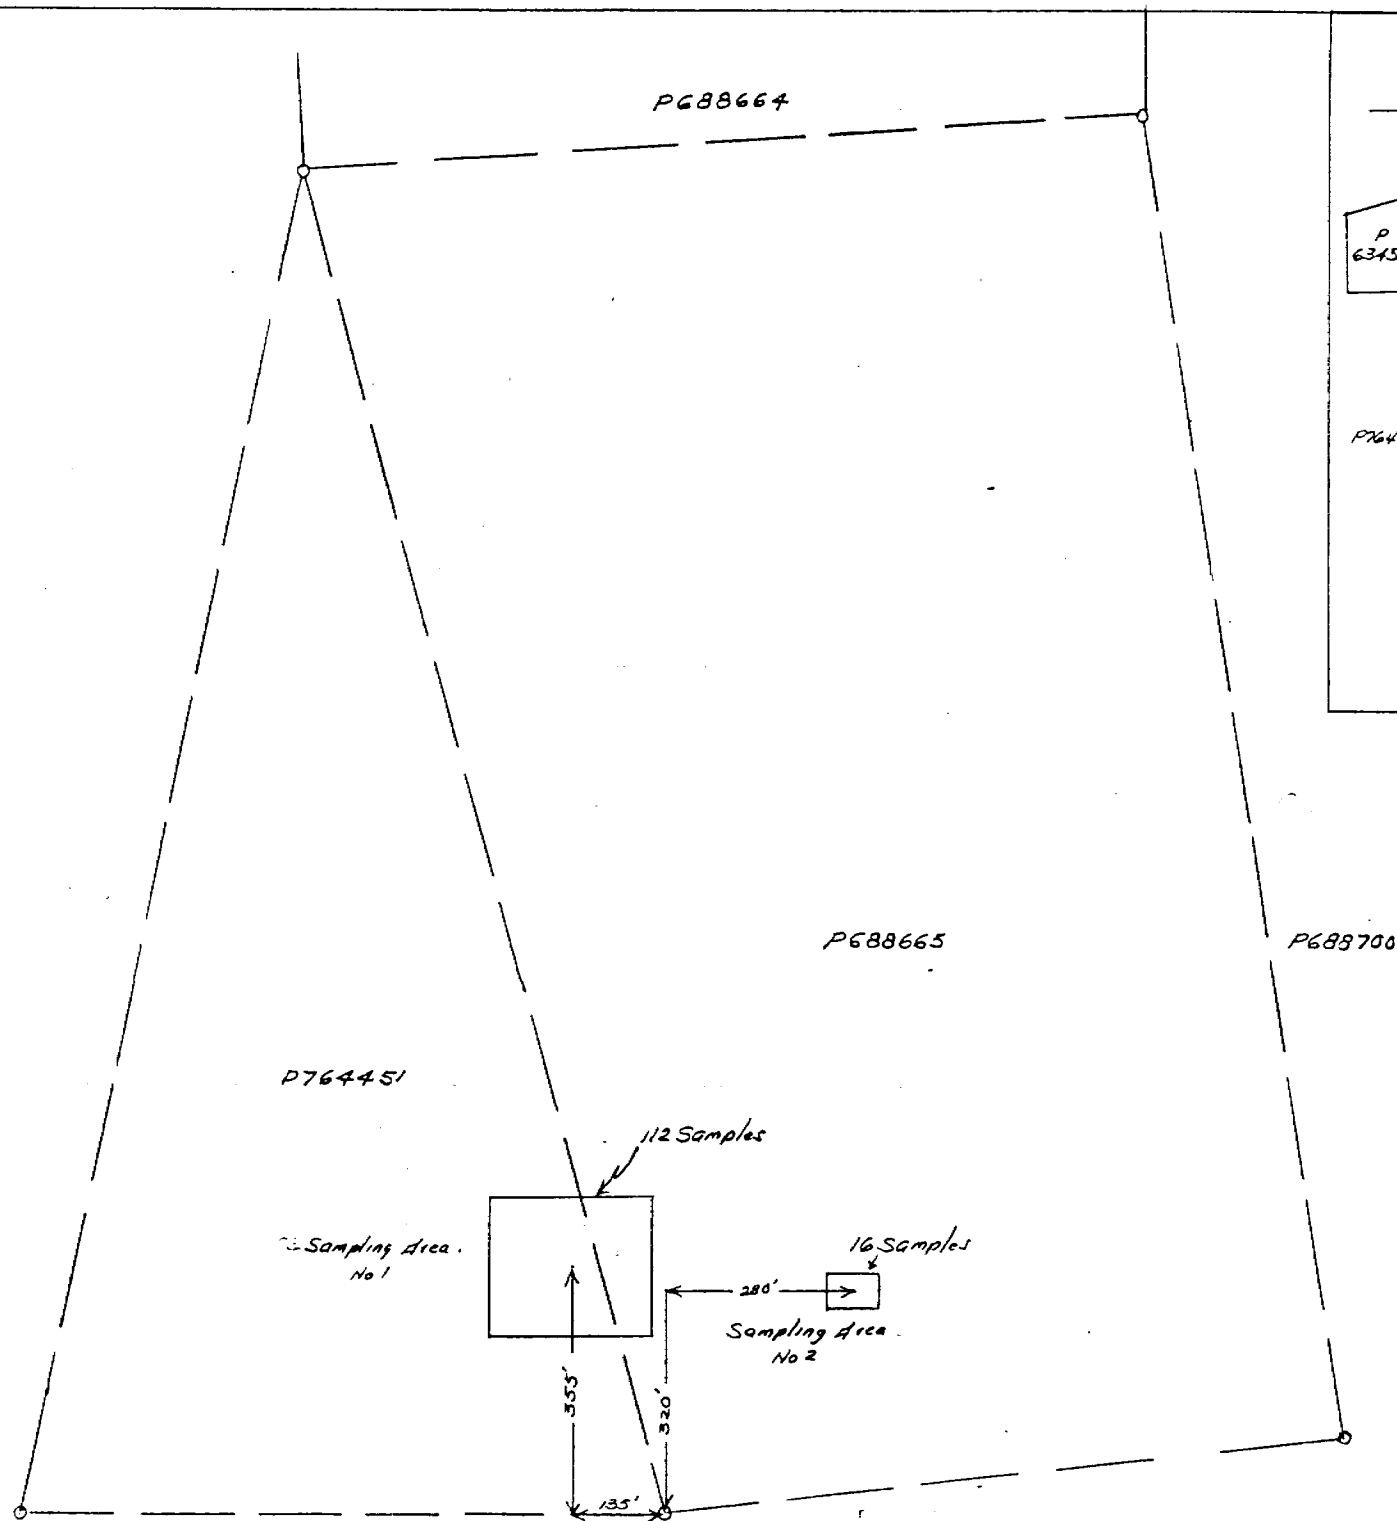 P688664
P
6345
P764
P688665
P688700
P764451
112 Samples
Sampling Area.
No 1
16 Samples
280'
Sampling Area.
No 2
355'
320'
135'